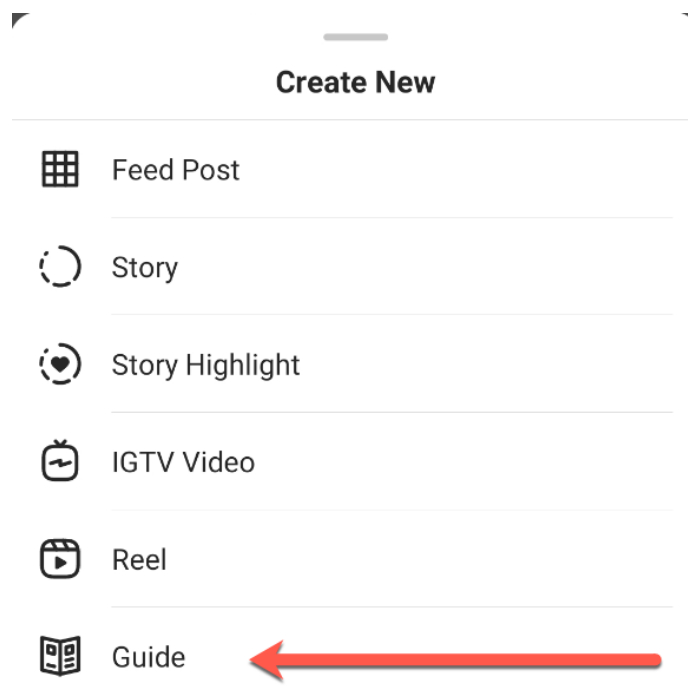 Create New
Feed Post
Story
Story Highlight
IGTV Video
Reel
Guide